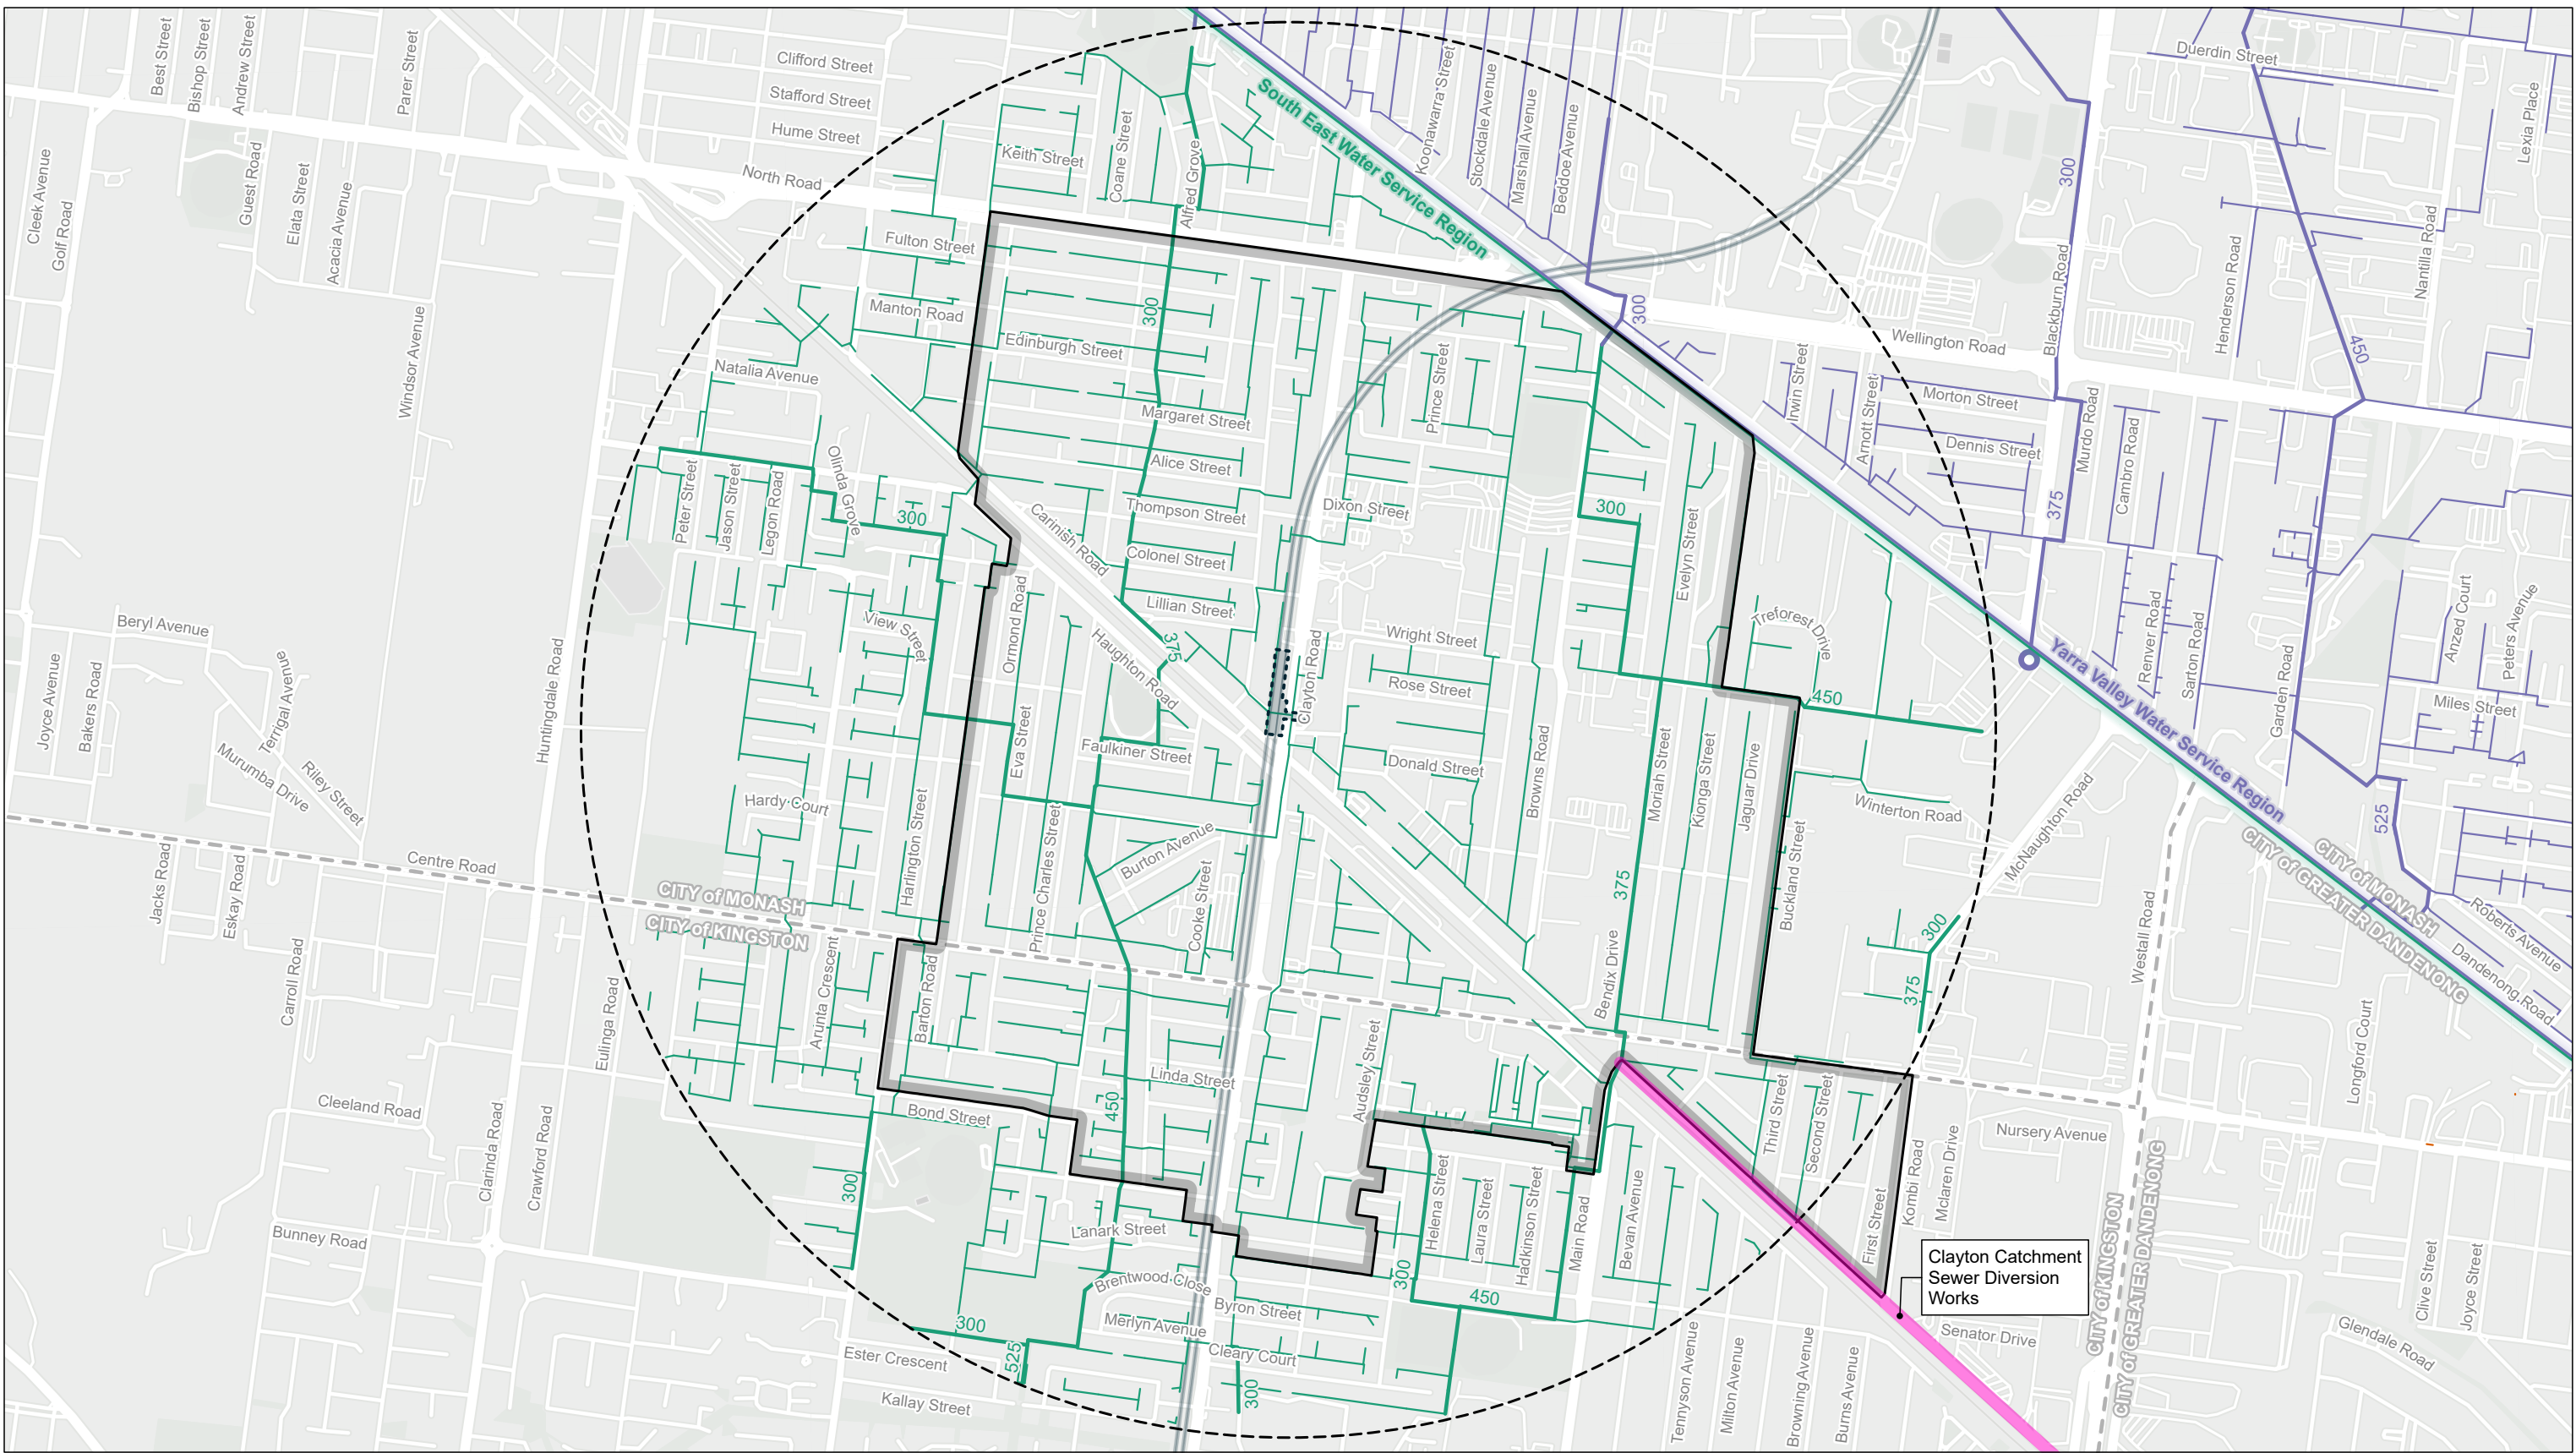 Best Street
Bishop Street
Andrew Street
Parer Street
Clifford Street
Stafford Street
Hume Street
North Road
Keith Street
Coane Street
Alfred Grove
South East Water Service Region
Koonawarra Street
Stockdale Avenue
Marshall Avenue
Beddoe Avenue
Duerdin Street
Lexia Place
300
Cleek Avenue
Golf Road
Guest Road
Elata Street
Acacia Avenue
Windsor Avenue
Fulton Street
Manton Road
Natalia Avenue
Edinburgh Street
300
Margaret Street
Alice Street
Thompson Street
Colonel Street
Lillian Street
Prince Street
Dixon Street
300
Wellington Road
Blackburn Road
Henderson Road
Nantilla Road
450
Irwin Street
Arnott Street
Morton Street
Dennis Street
Murdo Road
Cambro Road
375
Peter Street
Jason Street
Legon Road
Olinda Grove
300
Carinish Road
Haughton Road
375
300
Evelyn Street
Treforest Drive
View Street
Ormond Road
Clayton Road
Wright Street
Rose Street
Donald Street
Browns Road
450
Moriah Street
Kionga Street
Jaguar Drive
Buckland Street
Winterton Road
McNaughton Road
Yarra Valley Water Service Region
Renver Road
Sarton Road
Garden Road
Anzed Court
Peters Avenue
Miles Street
525
Beryl Avenue
Joyce Avenue
Bakers Road
Terrigal Avenue
Murumba Drive
Riley Street
Huntingdale Road
Hardy Court
Harlington Street
Eva Street
Faulkiner Street
Prince Charles Street
Burton Avenue
Cooke Street
Centre Road
Jacks Road
Eskay Road
Carroll Road
CITY of MONASH
CITY of KINGSTON
Eulinga Road
Arunta Crescent
Barton Road
375
Bendix Drive
Audsley Street
Linda Street
450
300
375
Westall Road
CITY of MONASH
CITY of GREATER DANDENONG
Roberts Avenue
Dandenong Road
Longford Court
Cleeland Road
Clarinda Road
Crawford Road
Bunney Road
Bond Street
300
Lanark Street
Brentwood Close
Byron Street
Merlyn Avenue
Cleary Court
300
525
300
Ester Crescent
Kallay Street
Helena Street
Laura Street
Hadkinson Street
Main Road
Bevan Avenue
300
450
Third Street
Second Street
First Street
Kombi Road
Mclaren Drive
Nursery Avenue
Clayton Catchment
Sewer Diversion
Works
Senator Drive
CITY of KINGSTON
CITY of GREATER DANDENONG
Tennyson Avenue
Milton Avenue
Browning Avenue
Burns Avenue
Clive Street
Joyce Street
Glendale Road